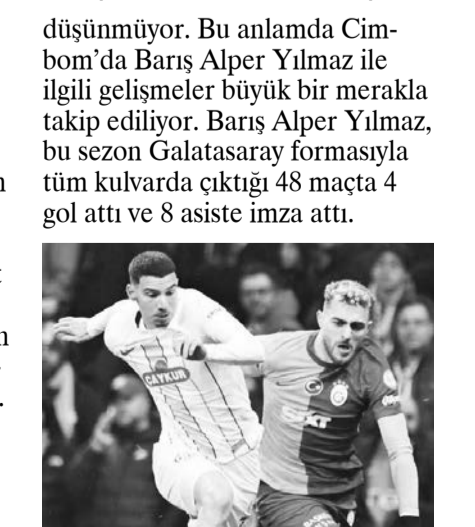 düşünmüyor. Bu anlamda Cim-
bom’da Barış Alper Yılmaz ile
ilgili gelişmeler büyük bir merakla
takip ediliyor. Barış Alper Yılmaz,
bu sezon Galatasaray formasıyla
tüm kulvarda çıktığı 48 maçta 4
gol attı ve 8 asiste imza attı.
ÇAYKUR
SIXT